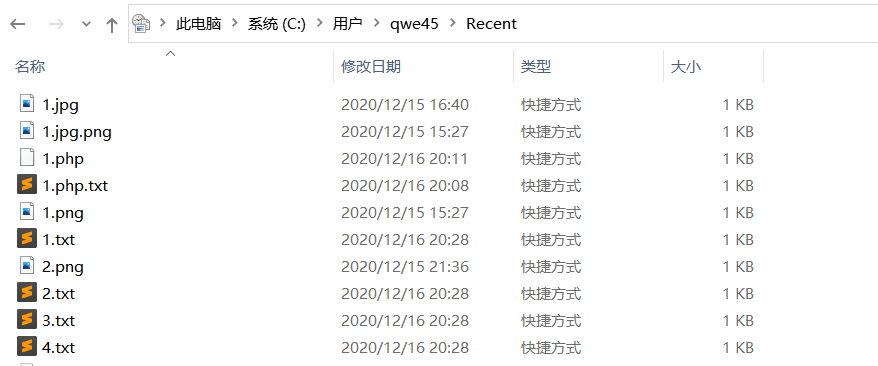 此电脑 系统 (C:) 用户 qwe45 Recent
名称 修改日期 类型 大小
1.jpg 2020/12/15 16:40 快捷方式 1 KB
1.jpg.png 2020/12/15 15:27 快捷方式 1 KB
1.php 2020/12/16 20:11 快捷方式 1 KB
1.php.txt 2020/12/16 20:08 快捷方式 1 KB
1.png 2020/12/15 15:27 快捷方式 1 KB
1.txt 2020/12/16 20:28 快捷方式 1 KB
2.png 2020/12/15 21:36 快捷方式 1 KB
2.txt 2020/12/16 20:28 快捷方式 1 KB
3.txt 2020/12/16 20:28 快捷方式 1 KB
4.txt 2020/12/16 20:28 快捷方式 1 KB